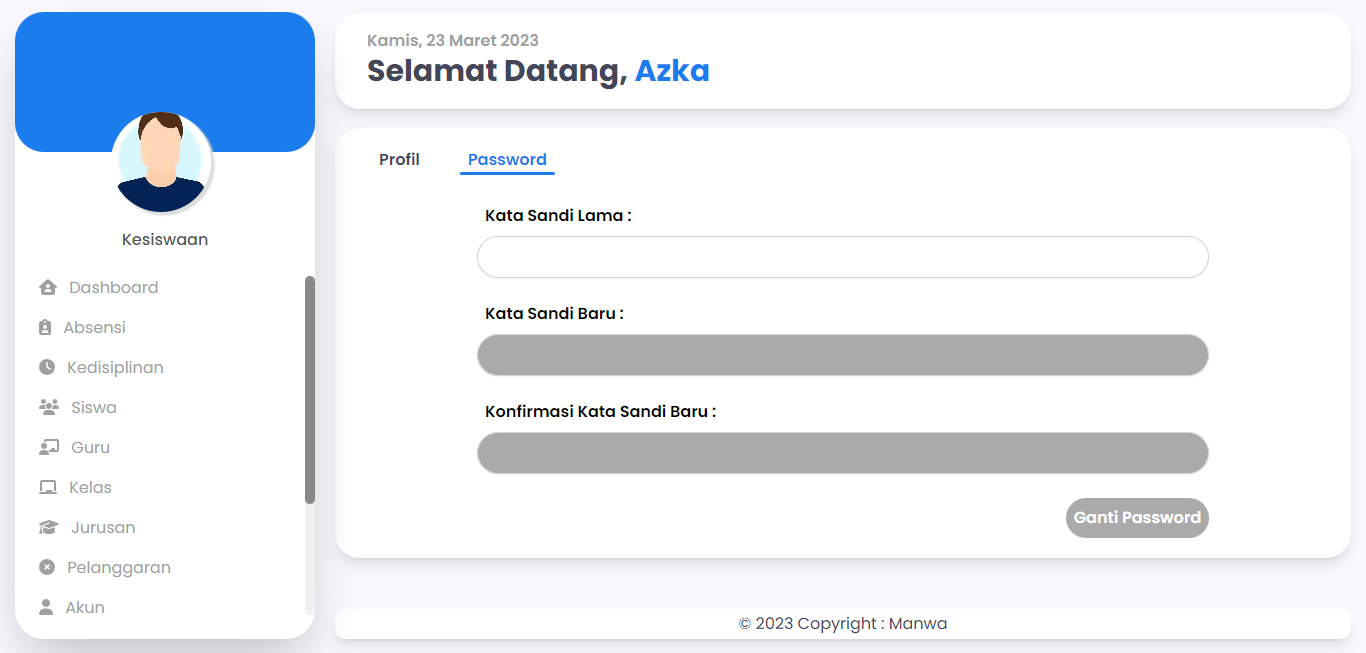 Kesiswaan
Dashboard
Absensi
Kedisiplinan
Siswa
Guru
Kelas
Jurusan
Pelanggaran
Akun
Kamis, 23 Maret 2023
Selamat Datang, Azka
Profil
Password
Kata Sandi Lama :
Kata Sandi Baru :
Konfirmasi Kata Sandi Baru :
Ganti Password
© 2023 Copyright : Manwa